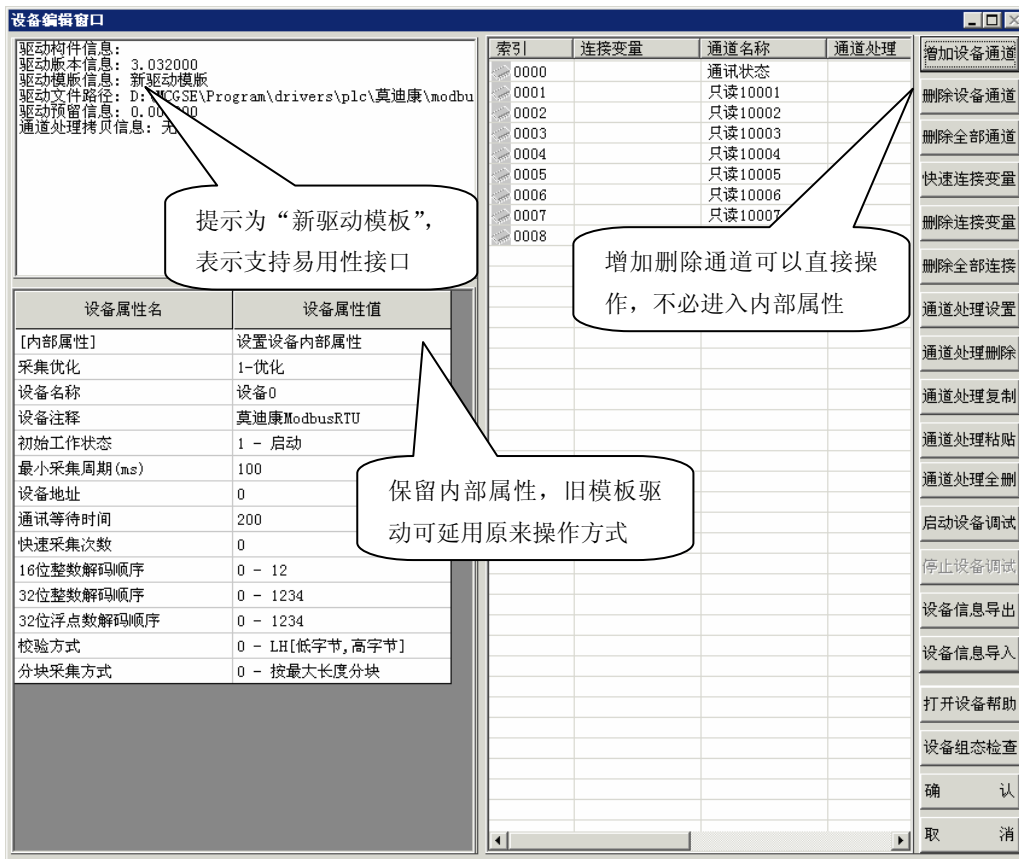 设备编辑窗口
驱动构件信息:
驱动版本信息: 3.032000
驱动模版信息: 新驱动模版
驱动文件路径: D:\MCGSE\Program\drivers\plc\莫迪康\modbu
驱动预留信息: 0.000000
通道处理拷贝信息: 无
提示为“新驱动模板”,
表示支持易用性接口
设备属性名 设备属性值
[内部属性] 设置设备内部属性
采集优化 1-优化
设备名称 设备0
设备注释 莫迪康ModbusRTU
初始工作状态 1 - 启动
最小采集周期(ms) 100
设备地址 0
通讯等待时间 200
快速采集次数 0
16位整数解码顺序 0 - 12
32位整数解码顺序 0 - 1234
32位浮点数解码顺序 0 - 1234
校验方式 0 - LH[低字节,高字节]
分块采集方式 0 - 按最大长度分块
保留内部属性,旧模板驱
动可延用原来操作方式
索引 连接变量 通道名称 通道处理
0000 通讯状态
0001 只读10001
0002 只读10002
0003 只读10003
0004 只读10004
0005 只读10005
0006 只读10006
0007 只读10007
0008
增加删除通道可以直接操
作,不必进入内部属性
增加设备通道
删除设备通道
删除全部通道
快速连接变量
删除连接变量
删除全部连接
通道处理设置
通道处理删除
通道处理复制
通道处理粘贴
通道处理全删
启动设备调试
停止设备调试
设备信息导出
设备信息导入
打开设备帮助
设备组态检查
确 认
取 消